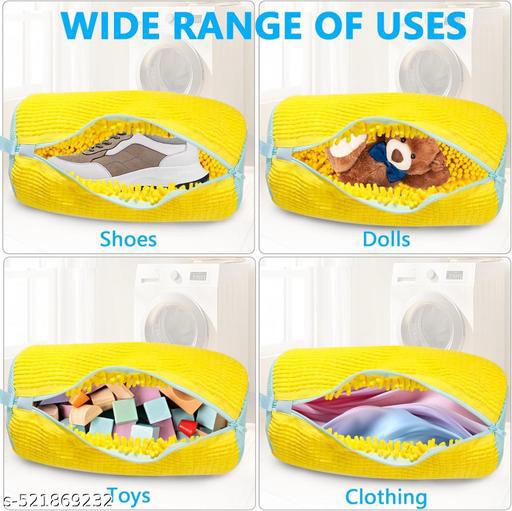 WIDE RANGE OF USES
Shoes
Dolls
Toys
Clothing
s-521869232